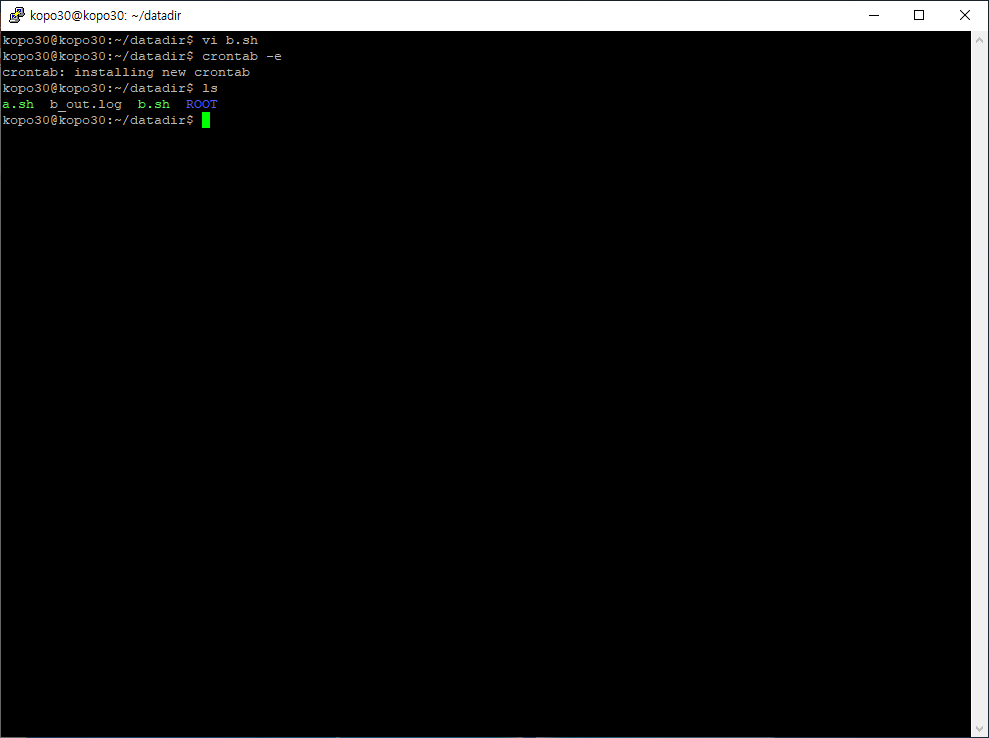 kopo30@kopo30: ~/datadir
kopo30@kopo30:~/datadir$ vi b.sh
kopo30@kopo30:~/datadir$ crontab -e
crontab: installing new crontab
kopo30@kopo30:~/datadir$ ls
a.sh  b_out.log  b.sh  ROOT
kopo30@kopo30:~/datadir$